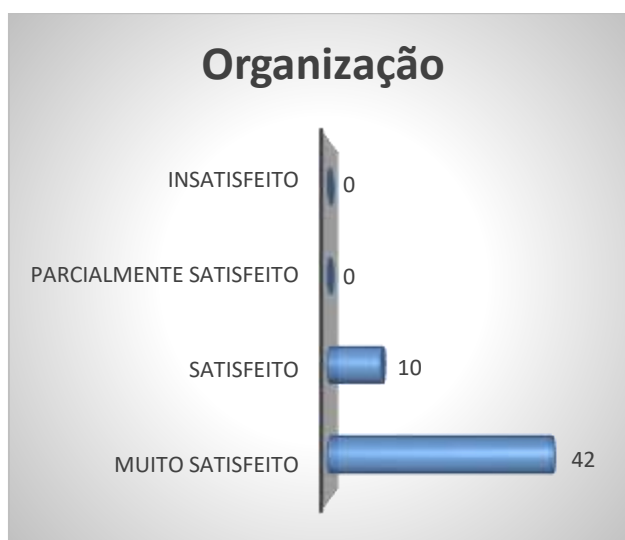 Organização
INSATISFEITO 0
PARCIALMENTE SATISFEITO 0
SATISFEITO 10
MUITO SATISFEITO 42